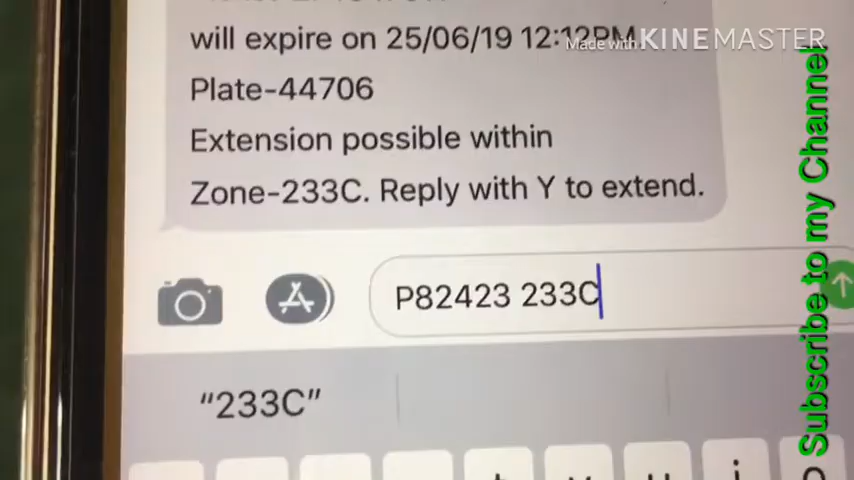 will expire on 25/06/19 12:12PM
Made with KINEMASTER
Plate-44706
Extension possible within
Zone-233C. Reply with Y to extend.
P82423 233C
"233C"
Subscribe to my Channel